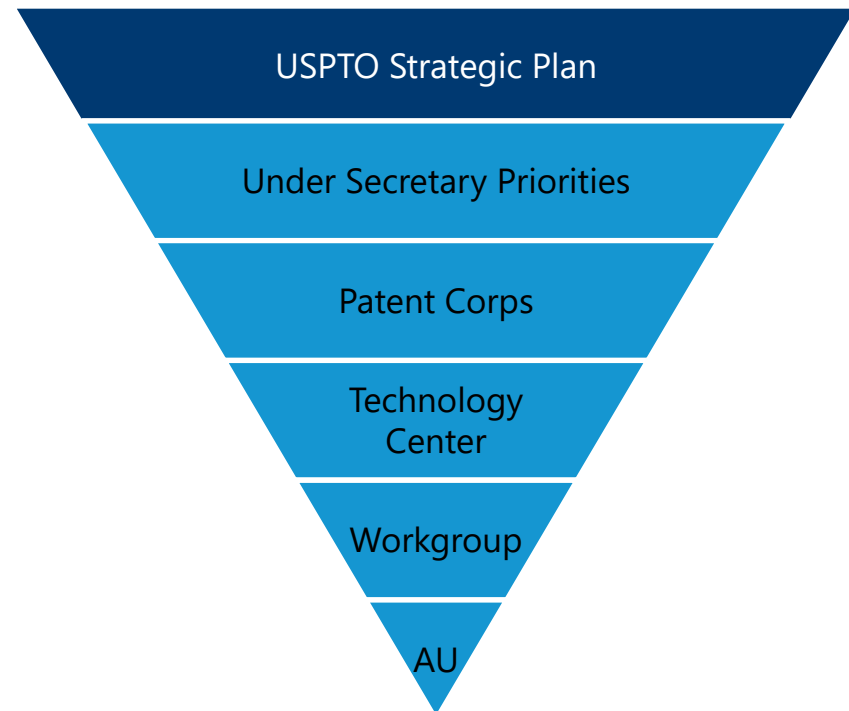 USPTO Strategic Plan
Under Secretary Priorities
Patent Corps
Technology
Center
Workgroup
AU